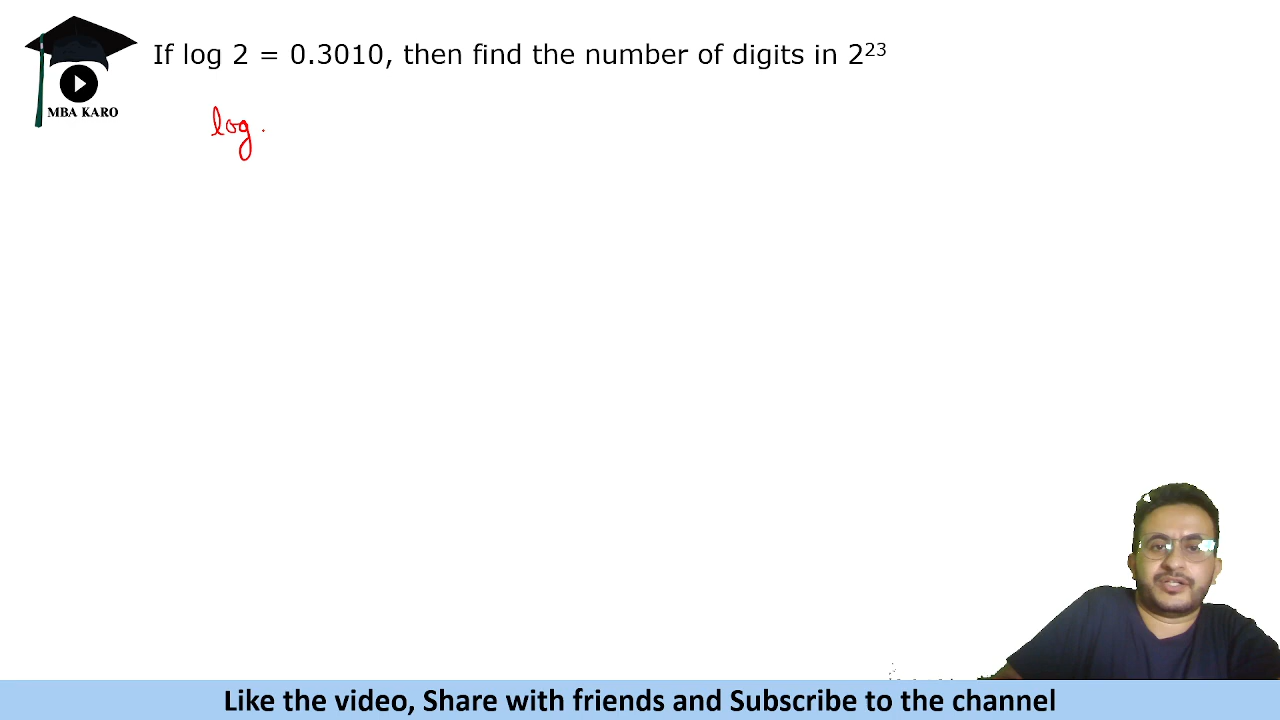 If log 2 = 0.3010, then find the number of digits in 2²³
MBA KARO
log
Like the video, Share with friends and Subscribe to the channel